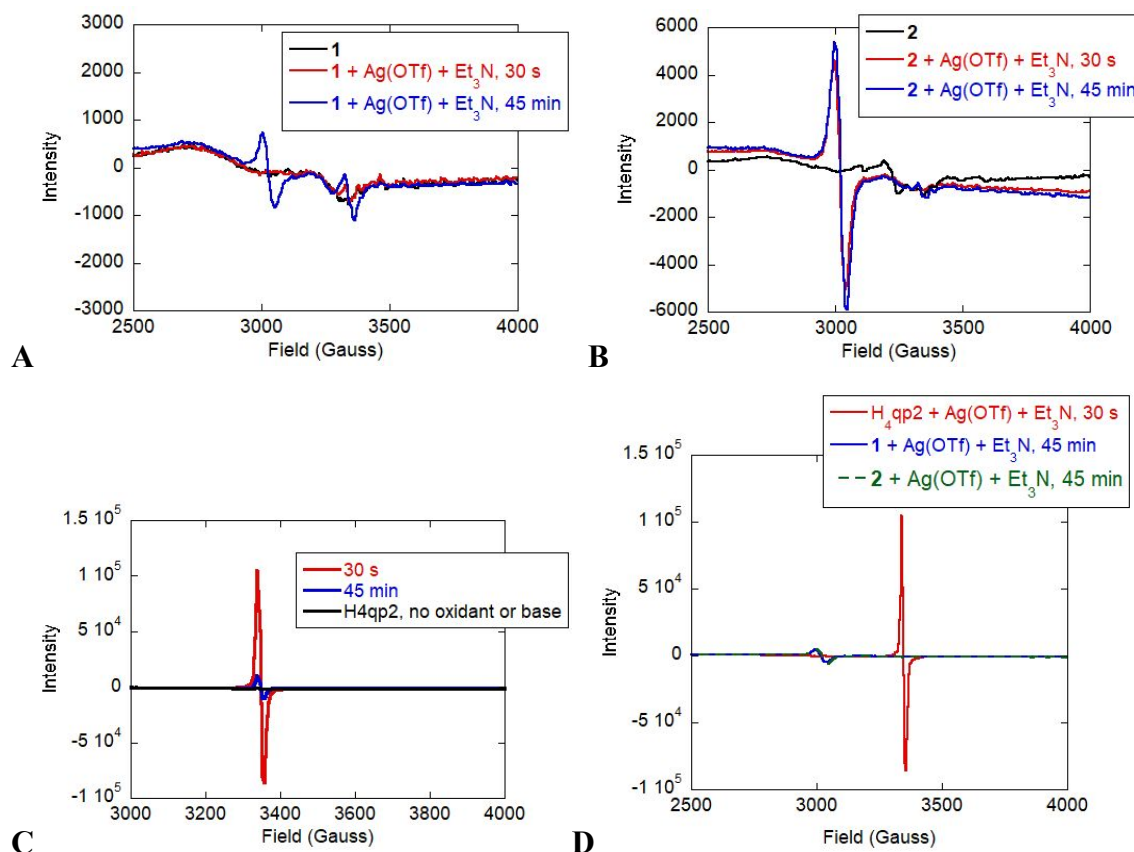 3000
2000
1000
0
-1000
-2000
-3000
Intensity
1
1 + Ag(OTf) + Et3N, 30 s
1 + Ag(OTf) + Et3N, 45 min
2500 3000 3500 4000
Field (Gauss)
A
6000
4000
2000
0
-2000
-4000
-6000
Intensity
2
2 + Ag(OTf) + Et3N, 30 s
2 + Ag(OTf) + Et3N, 45 min
2500 3000 3500 4000
Field (Gauss)
B
1.5 10^5
1 10^5
5 10^4
0
-5 10^4
-1 10^5
Intensity
30 s
45 min
H4qp2, no oxidant or base
3000 3200 3400 3600 3800 4000
Field (Gauss)
C
H4qp2 + Ag(OTf) + Et3N, 30 s
1 + Ag(OTf) + Et3N, 45 min
2 + Ag(OTf) + Et3N, 45 min
1.5 10^5
1 10^5
5 10^4
0
-5 10^4
-1 10^5
Intensity
2500 3000 3500 4000
Field (Gauss)
D